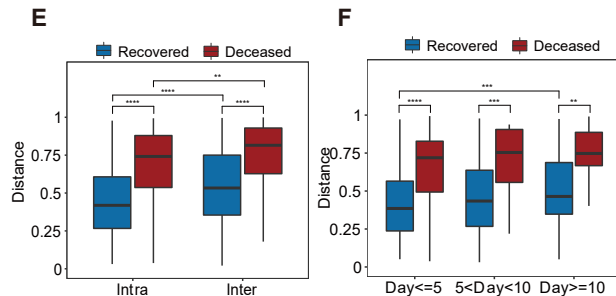 E
Recovered Deceased
**
****
**** ****
1
0.75
0.5
0.25
0
Distance
Intra Inter
F
Recovered Deceased
***
**** *** **
1
0.75
0.5
0.25
0
Distance
Day<=5 5<Day<10 Day>=10